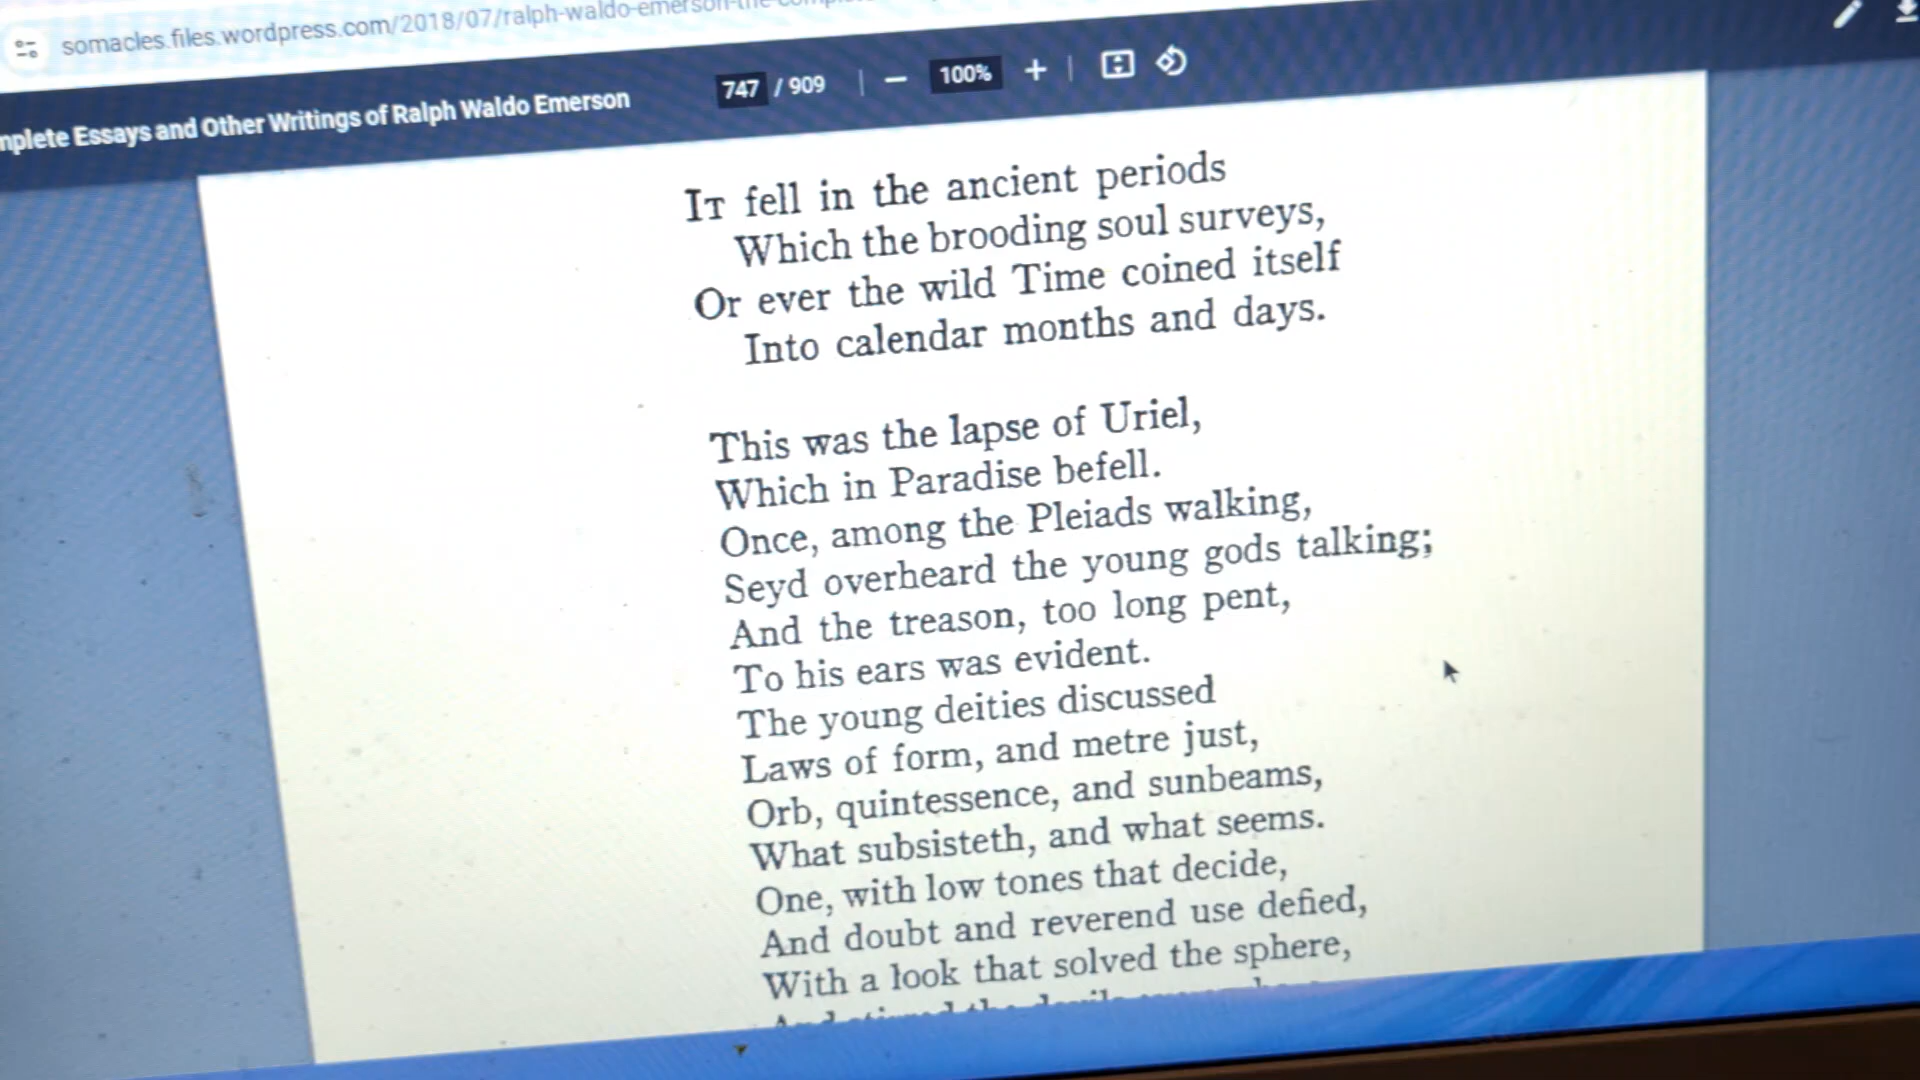 somacles.files.wordpress.com/2018/07/ralph-waldo-emerson-the-comple
mplete Essays and Other Writings of Ralph Waldo Emerson
747 / 909
100%
IT fell in the ancient periods
Which the brooding soul surveys,
Or ever the wild Time coined itself
Into calendar months and days.
This was the lapse of Uriel,
Which in Paradise befell.
Once, among the Pleiads walking,
Seyd overheard the young gods talking;
And the treason, too long pent,
To his ears was evident.
The young deities discussed
Laws of form, and metre just,
Orb, quintessence, and sunbeams,
What subsisteth, and what seems.
One, with low tones that decide,
And doubt and reverend use defied,
With a look that solved the sphere,